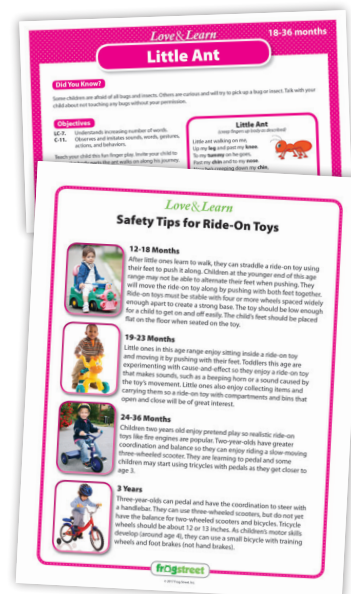 Love & Learn
18-36 months
Little Ant
Did You Know?
Some children are afraid of all bugs and insects. Others are curious and will try to pick up a bug or insect. Talk with your
child about not touching any bugs without your permission.
Objectives
LC-7. Understands increasing number of words.
C-11. Observes and imitates sounds, words, gestures,
actions, and behaviors.
Teach your child this finger play. Invite your child to
Little Ant
(creep fingers up body as described)
Little ant walking on me,
Up my leg and past my knee.
To my tummy on he goes,
Past my chin and to my nose.
creeping down my chin,
Love & Learn
Safety Tips for Ride-On Toys
12-18 Months
After little ones learn to walk, they can straddle a ride-on toy using
their feet to push it along. Children at the younger end of this age
range may not be able to alternate their feet when pushing. They
will move the ride-on toy along by pushing with both feet together.
Ride-on toys must be stable with four or more wheels spaced widely
enough apart to create a strong base. The toy should be low enough
for a child to get on and off easily. The child's feet should be placed
flat on the floor when seated on the toy.
19-23 Months
Little ones in this age range enjoy sitting inside a ride-on toy
and moving it by pushing with their feet. Toddlers this age are
experimenting with cause-and-effect so they enjoy a ride-on toy
that makes sounds, such as a beeping horn or a sound caused by
the toy's movement. Little ones also enjoy collecting items and
carrying them so a ride-on toy with compartments and bins that
open and close will be of great interest.
24-36 Months
Children two years old enjoy pretend play so realistic ride-on
toys like fire engines are popular. Two-year-olds have greater
coordination and balance so they can enjoy riding a slow-moving
three-wheeled scooter. They are learning to pedal and some
children may start using tricycles with pedals as they get closer to
age 3.
3 Years
Three-year-olds can pedal and have the coordination to steer with
a handlebar. They can use three-wheeled scooters, but do not yet
have the balance for two-wheeled scooters and bicycles. Tricycle
wheels should be about 12 or 13 inches. As children's motor skills
develop (around age 4), they can use a small bicycle with training
wheels and foot brakes (not hand brakes).
frogstreet